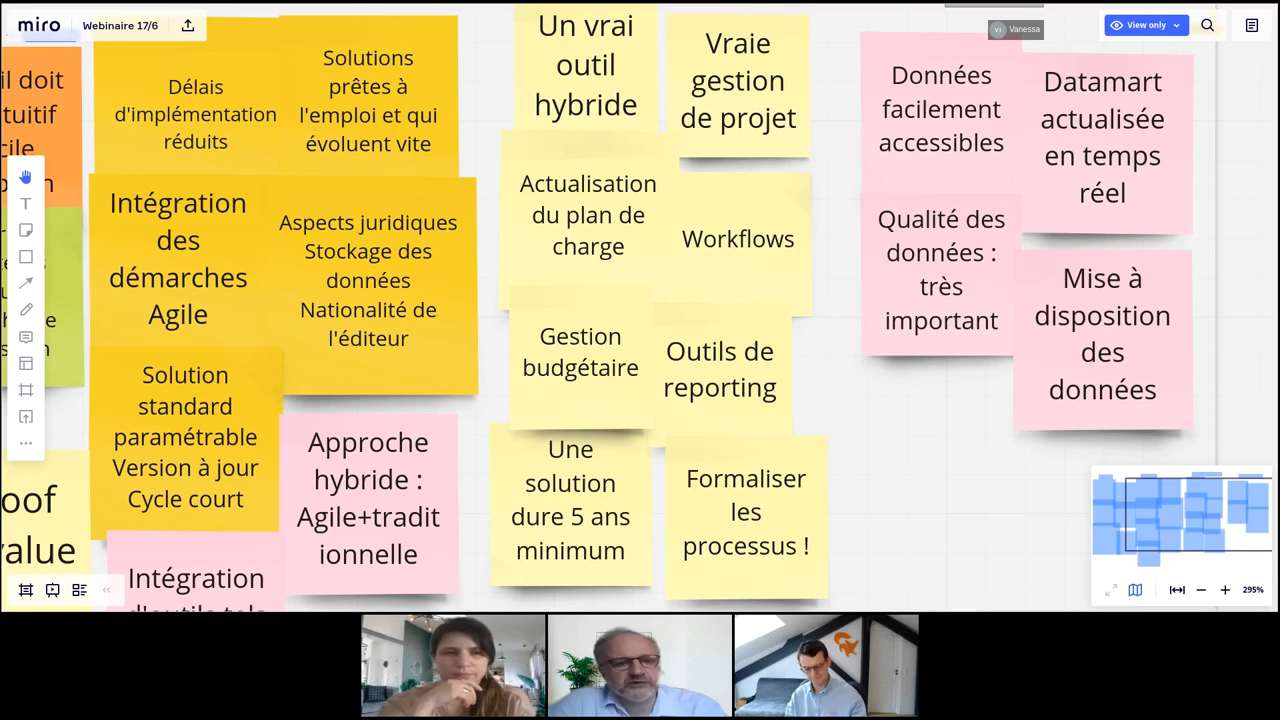 miro
Webinaire 17/6
Vanessa
View only
il doit
tuitif
Délais
d'implémentation
réduits
Solutions
prêtes à
l'emploi et qui
évoluent vite
Intégration
des
démarches
Agile
Aspects juridiques
Stockage des
données
Nationalité de
l'éditeur
Solution
standard
paramétrable
Version à jour
Cycle court
Approche
hybride :
Agile+tradit
ionnelle
Intégration
d'outils tels
oof
value
Un vrai
outil
hybride
Vraie
gestion
de projet
Actualisation
du plan de
charge
Workflows
Gestion
budgétaire
Outils de
reporting
Une
solution
dure 5 ans
minimum
Formaliser
les
processus !
Données
facilement
accessibles
Datamart
actualisée
en temps
réel
Qualité des
données :
très
important
Mise à
disposition
des
données
295%